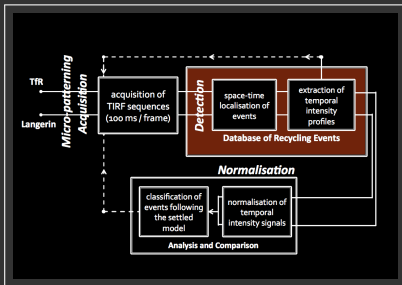 TfR
Langerin
Micro-patterning
Acquisition
acquisition of
TIRF sequences
(100 ms / frame)
Detection
space-time
localisation of
events
extraction of
temporal
intensity
profiles
Database of Recycling Events
Normalisation
classification of
events following
the settled
model
normalisation of
temporal
intensity signals
Analysis and Comparison